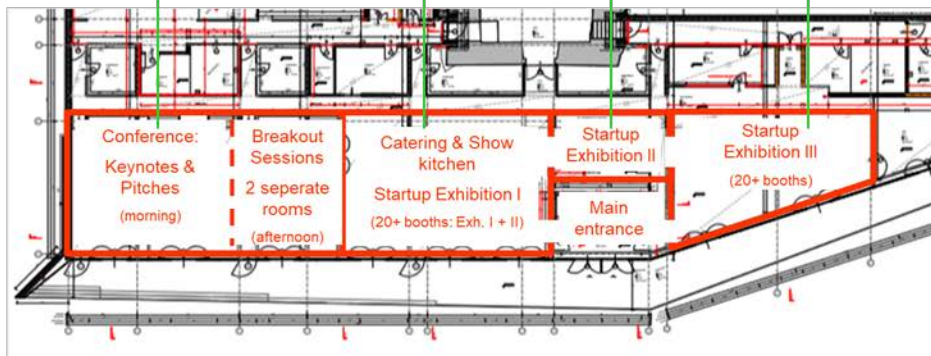 Conference:
Keynotes &
Pitches
(morning)
Breakout
Sessions
2 seperate
rooms
(afternoon)
Catering & Show
kitchen
Startup Exhibition I
(20+ booths: Exh. I + II)
Startup
Exhibition II
Main
entrance
Startup
Exhibition III
(20+ booths)